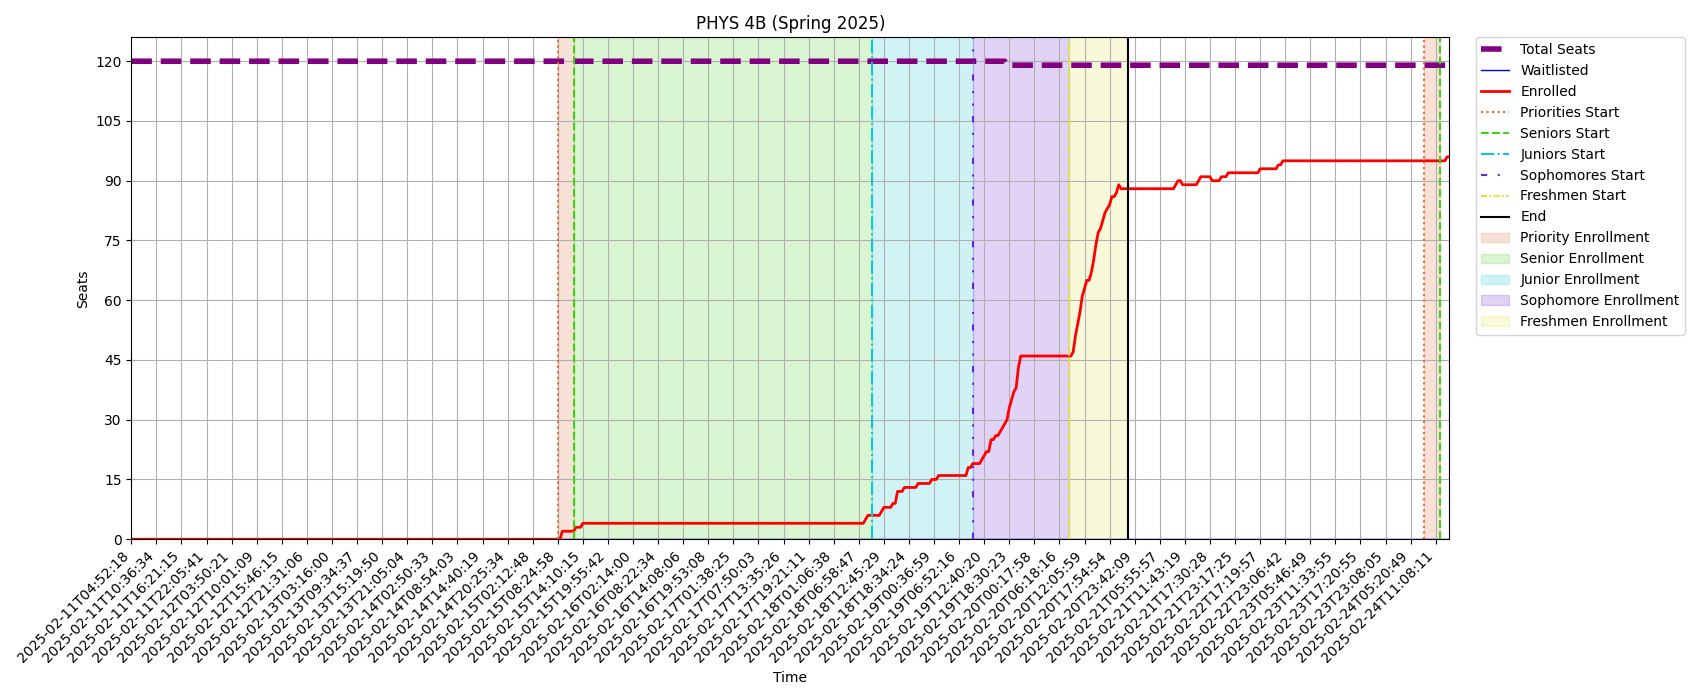 PHYS 4B (Spring 2025)
Seats
120
105
90
75
60
45
30
15
0
2025-02-11T04:52:18
2025-02-11T10:36:34
2025-02-11T16:21:15
2025-02-11T22:05:41
2025-02-12T03:50:21
2025-02-12T10:01:09
2025-02-12T15:46:15
2025-02-12T21:31:06
2025-02-13T03:16:00
2025-02-13T09:34:37
2025-02-13T15:19:50
2025-02-13T21:05:04
2025-02-14T02:50:33
2025-02-14T08:54:03
2025-02-14T14:40:19
2025-02-14T20:25:34
2025-02-15T02:12:48
2025-02-15T08:24:50
2025-02-15T14:10:15
2025-02-15T19:55:42
2025-02-16T02:14:00
2025-02-16T08:22:34
2025-02-16T14:08:06
2025-02-16T19:53:08
2025-02-17T01:38:25
2025-02-17T07:50:03
2025-02-17T13:35:26
2025-02-17T19:21:11
2025-02-18T01:06:38
2025-02-18T06:58:47
2025-02-18T12:45:29
2025-02-18T18:34:24
2025-02-19T00:36:59
2025-02-19T06:52:16
2025-02-19T12:40:20
2025-02-19T18:30:23
2025-02-20T00:17:58
2025-02-20T06:18:16
2025-02-20T12:05:59
2025-02-20T17:54:54
2025-02-20T23:42:09
2025-02-21T05:55:57
2025-02-21T11:43:19
2025-02-21T17:30:28
2025-02-21T23:17:25
2025-02-22T17:19:57
2025-02-22T23:06:42
2025-02-23T05:46:49
2025-02-23T11:33:55
2025-02-23T17:20:55
2025-02-23T23:08:05
2025-02-24T05:20:49
2025-02-24T11:08:11
Time
Total Seats
Waitlisted
Enrolled
Priorities Start
Seniors Start
Juniors Start
Sophomores Start
Freshmen Start
End
Priority Enrollment
Senior Enrollment
Junior Enrollment
Sophomore Enrollment
Freshmen Enrollment